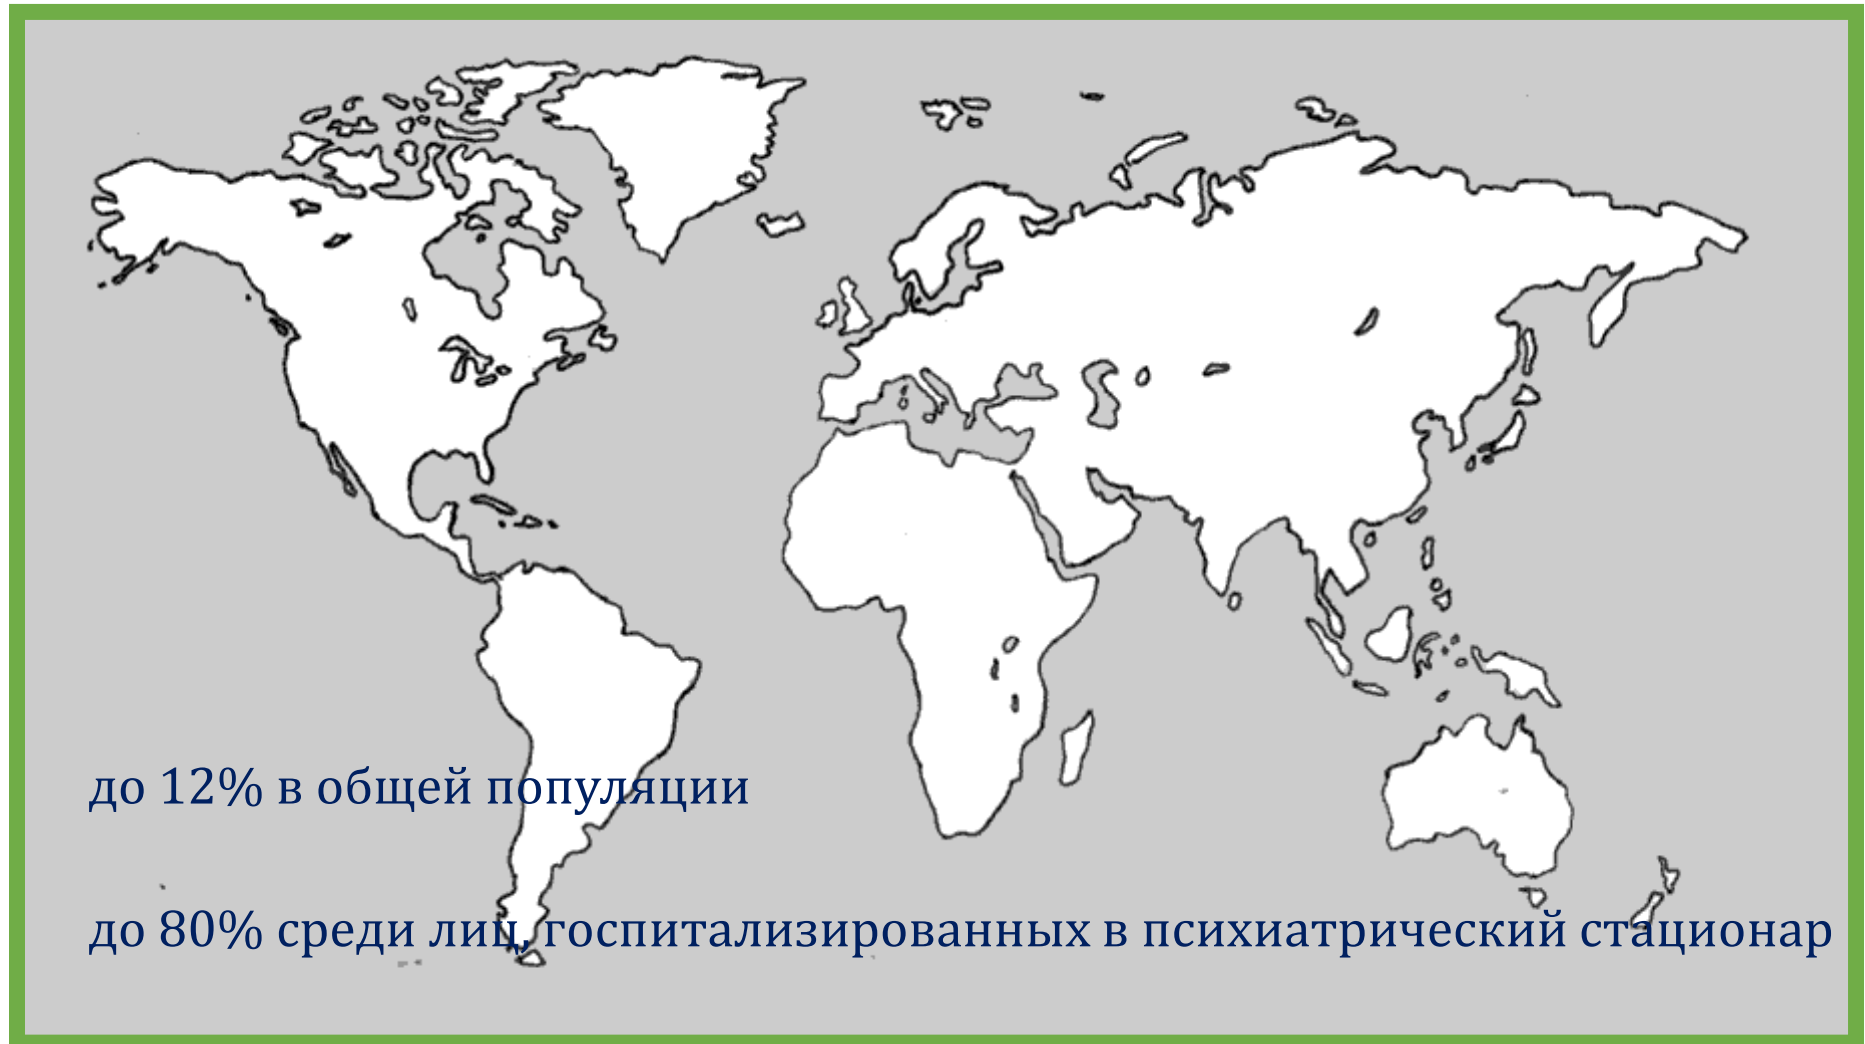 до 12% в общей популяции
до 80% среди лиц, госпитализированных в психиатрический стационар